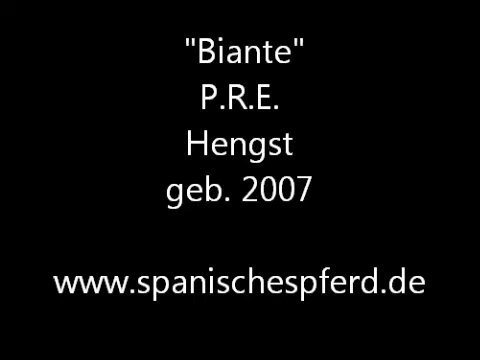 "Biante"
P.R.E.
Hengst
geb. 2007
www.spanischespferd.de